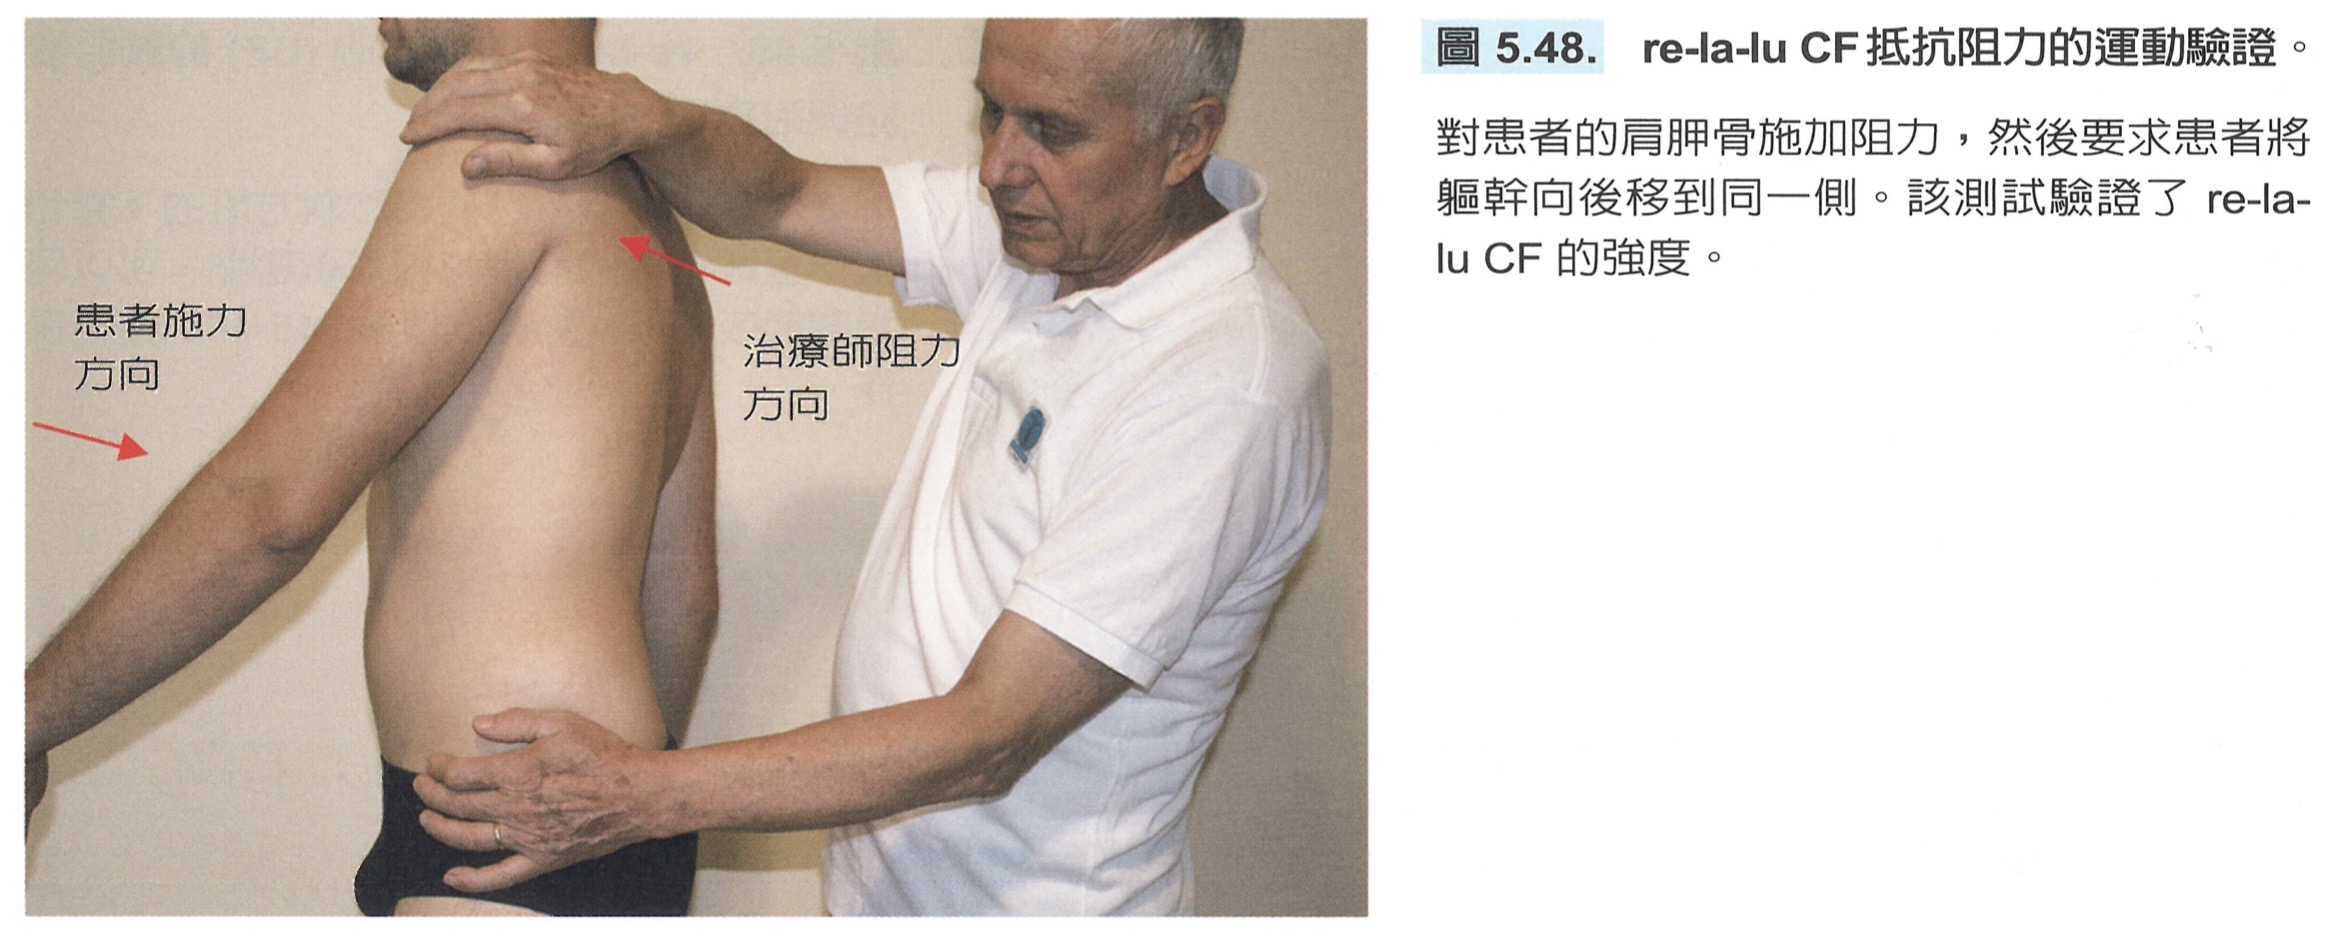 圖 5.48. re-la-lu CF抵抗阻力的運動驗證。
對患者的肩胛骨施加阻力，然後要求患者將
軀幹向後移到同一側。該測試驗證了 re-la-
lu CF 的強度。
患者施力
方向
治療師阻力
方向